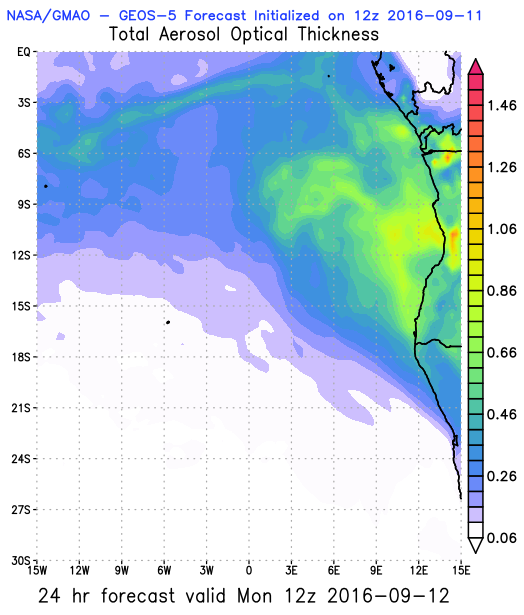 NASA/GMAO - GEOS-5 Forecast Initialized on 12z 2016-09-11
Total Aerosol Optical Thickness
EQ
3S
6S
9S
12S
15S
18S
21S
24S
27S
30S
15W 12W 9W 6W 3W 0 3E 6E 9E 12E 15E
1.46
1.26
1.06
0.86
0.66
0.46
0.26
0.06
24 hr forecast valid Mon 12z 2016-09-12